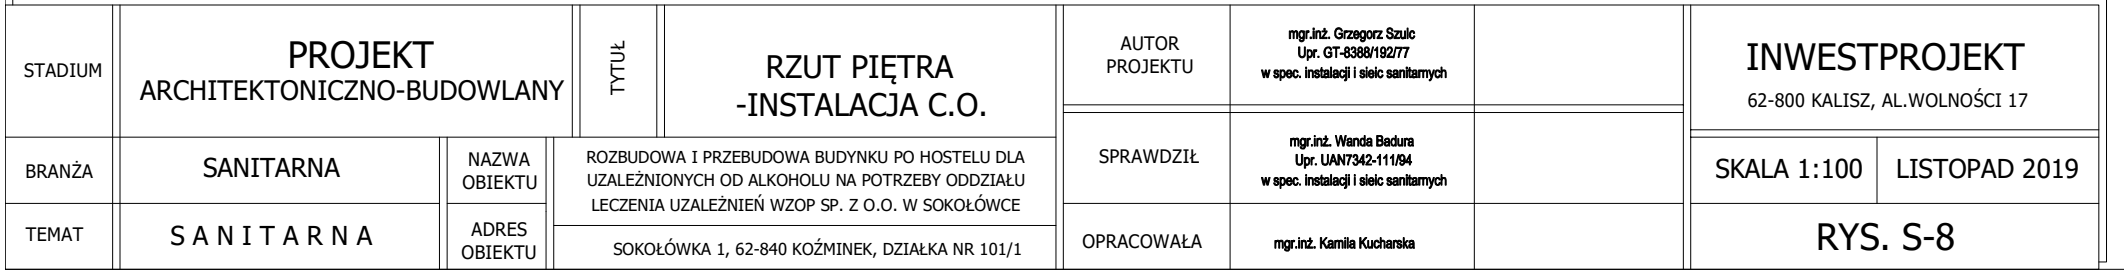 STADIUM
PROJEKT
ARCHITEKTONICZNO-BUDOWLANY
TYTUŁ
RZUT PIĘTRA
-INSTALACJA C.O.
BRANŻA
SANITARNA
NAZWA
OBIEKTU
ROZBUDOWA I PRZEBUDOWA BUDYNKU PO HOSTELU DLA
UZALEŻNIONYCH OD ALKOHOLU NA POTRZEBY ODDZIAŁU
LECZENIA UZALEŻNIEŃ WZOP SP. Z O.O. W SOKOŁÓWCE
TEMAT
S A N I T A R N A
ADRES
OBIEKTU
SOKOŁÓWKA 1, 62-840 KOŹMINEK, DZIAŁKA NR 101/1
AUTOR
PROJEKTU
mgr.inż. Grzegorz Szulc
Upr. GT-8388/192/77
w spec. instalacji i sieic sanitarnych
SPRAWDZIŁ
mgr.inż. Wanda Badura
Upr. UAN7342-111/94
w spec. instalacji i sieic sanitarnych
OPRACOWAŁA
mgr.inż. Kamila Kucharska
INWESTPROJEKT
62-800 KALISZ, AL.WOLNOŚCI 17
SKALA 1:100
LISTOPAD 2019
RYS. S-8